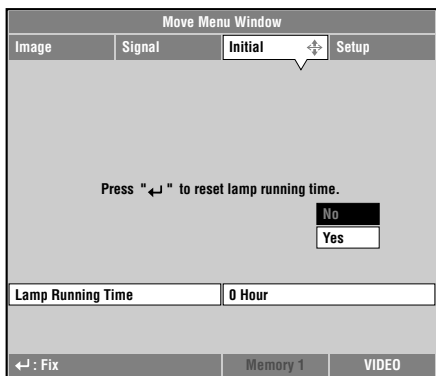 Move Menu Window
Image Signal Initial Setup
Press "↵" to reset lamp running time.
No
Yes
Lamp Running Time 0 Hour
↵ : Fix Memory 1 VIDEO